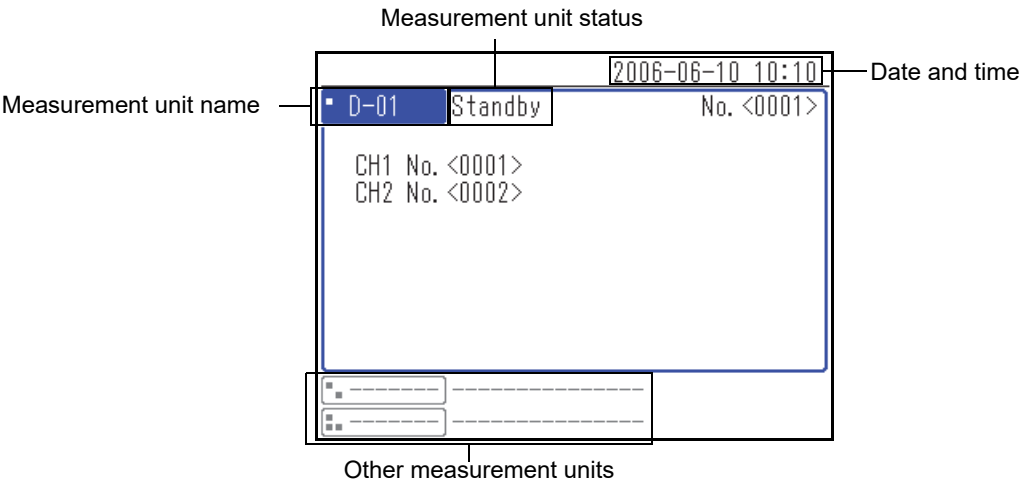 Measurement unit status
2006-06-10 10:10
Date and time
Measurement unit name
D-01 Standby No.<0001>
CH1 No.<0001>
CH2 No.<0002>
------- ---------------
------- ---------------
Other measurement units